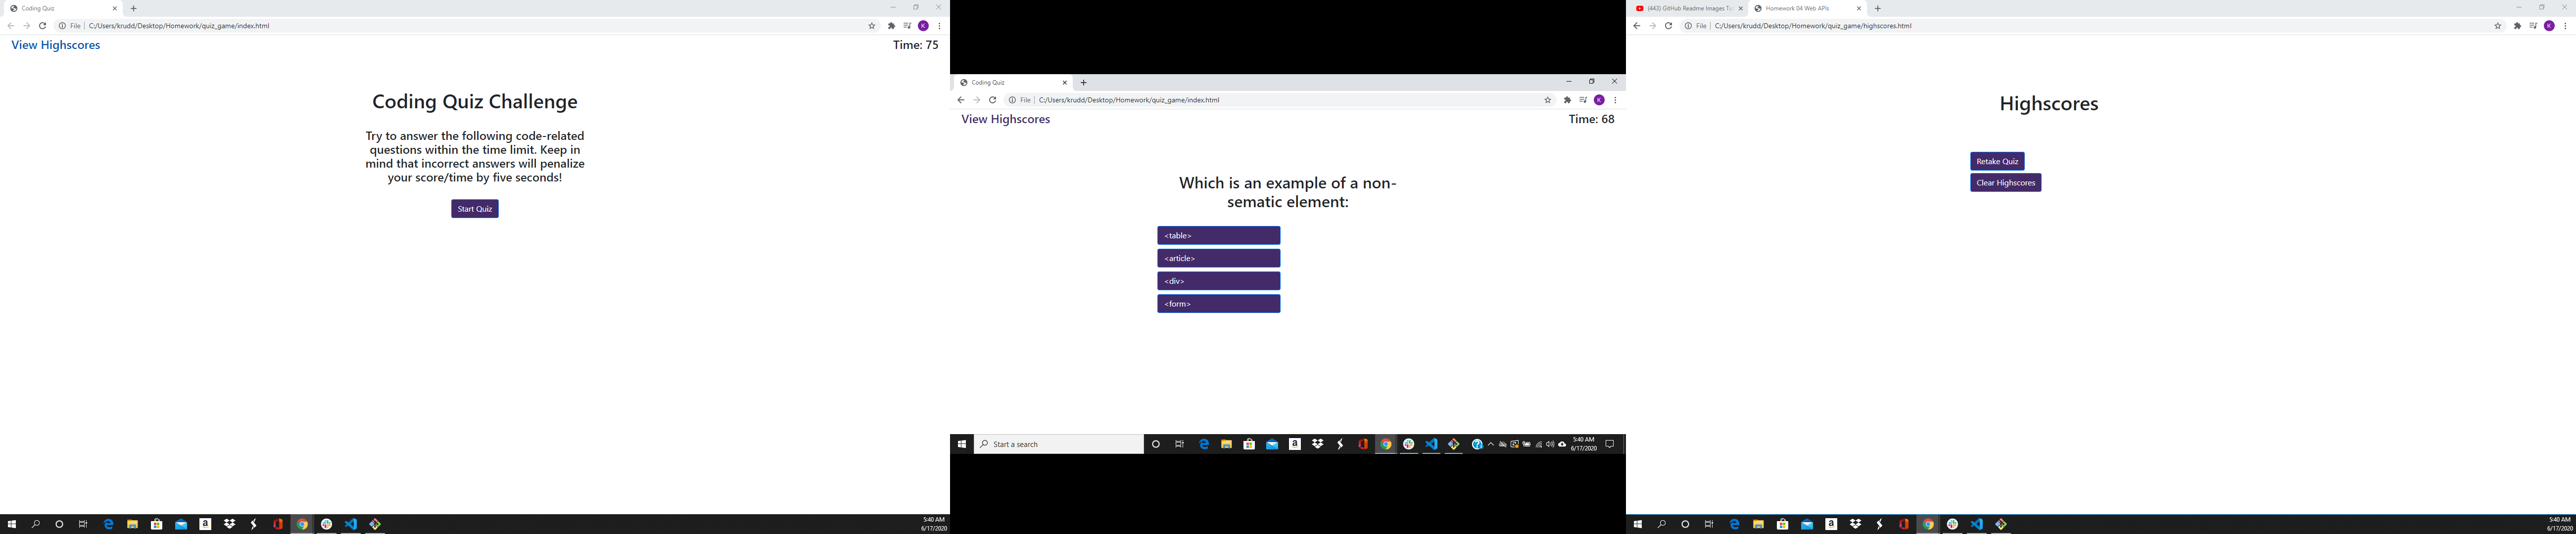 Coding Quiz
File C:/Users/krudd/Desktop/Homework/quiz_game/index.html
View Highscores
Time: 75
Coding Quiz Challenge
Try to answer the following code-related
questions within the time limit. Keep in
mind that incorrect answers will penalize
your score/time by five seconds!
Start Quiz
5:40 AM
6/17/2020
Coding Quiz
K
File C:/Users/krudd/Desktop/Homework/quiz_game/index.html
K
View Highscores
Time: 68
Which is an example of a non-
sematic element:
<table>
<article>
<div>
<form>
Start a search
a
5:40 AM
6/17/2020
(443) GitHub Readme Images Tu
Homework 04 Web APIs
File C:/Users/krudd/Desktop/Homework/quiz_game/highscores.html
K
Highscores
Retake Quiz
Clear Highscores
a
5:40 AM
6/17/2020